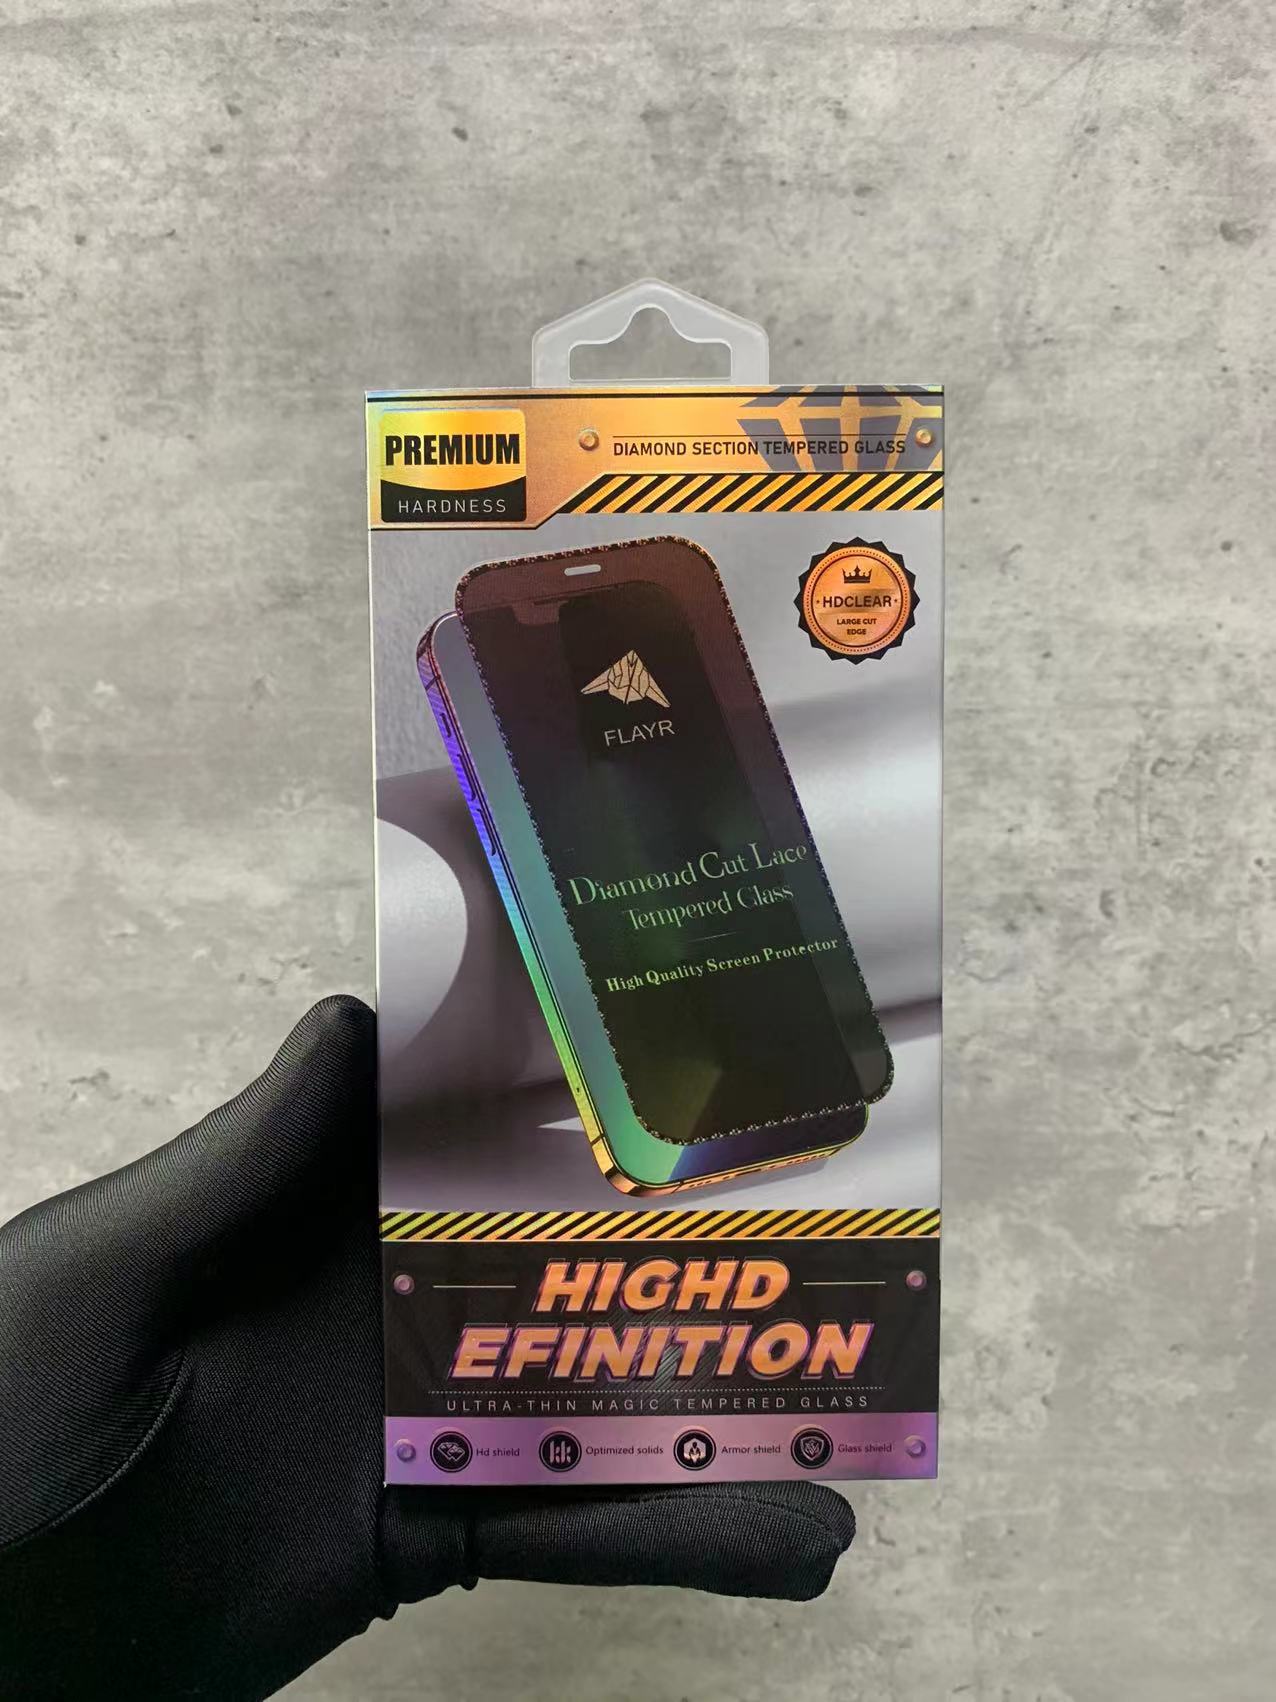 PREMIUM
HARDNESS
DIAMOND SECTION TEMPERED GLASS
HDCLEAR
LARGE CUT
EDGE
FLAYR
Diamond Cut Lace
Tempered Glass
High Quality Screen Protector
HIGHD
EFINITION
ULTRA-THIN MAGIC TEMPERED GLASS
Hd shield
Optimized solids
Armor shield
Glass shield